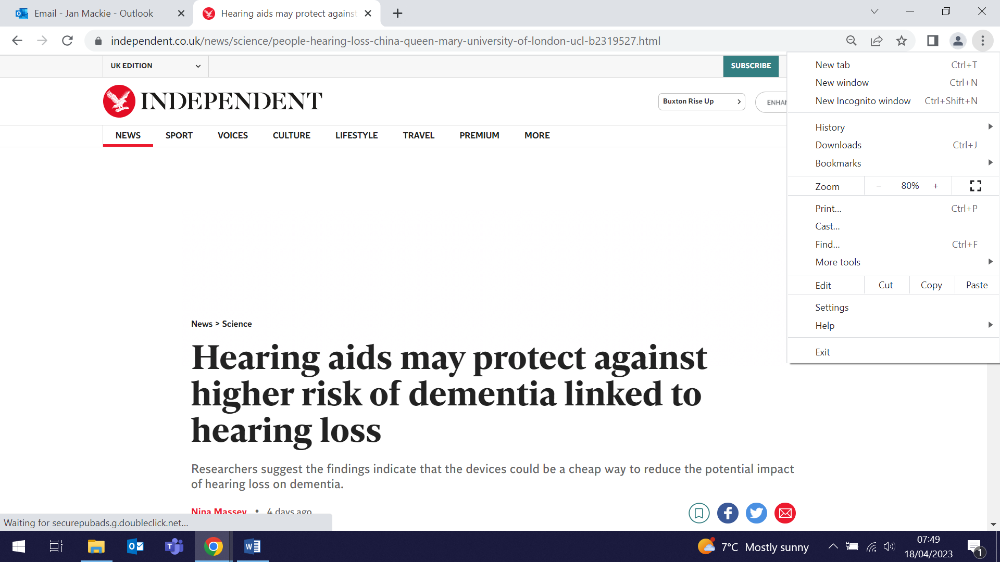 Email - Jan Mackie - Outlook
Hearing aids may protect against
independent.co.uk/news/science/people-hearing-loss-china-queen-mary-university-of-london-ucl-b2319527.html
UK EDITION
SUBSCRIBE
INDEPENDENT
Buxton Rise Up
ENHAN
NEWS SPORT VOICES CULTURE LIFESTYLE TRAVEL PREMIUM MORE
New tab Ctrl+T
New window Ctrl+N
New Incognito window Ctrl+Shift+N
History
Downloads Ctrl+J
Bookmarks
Zoom − 80% +
Print... Ctrl+P
Cast...
Find... Ctrl+F
More tools
Edit Cut Copy Paste
Settings
Help
Exit
News > Science
Hearing aids may protect against
higher risk of dementia linked to
hearing loss
Researchers suggest the findings indicate that the devices could be a cheap way to reduce the potential impact
of hearing loss on dementia.
Nina Massey • 4 days ago
Waiting for securepubads.g.doubleclick.net...
7°C Mostly sunny
07:49
18/04/2023
1